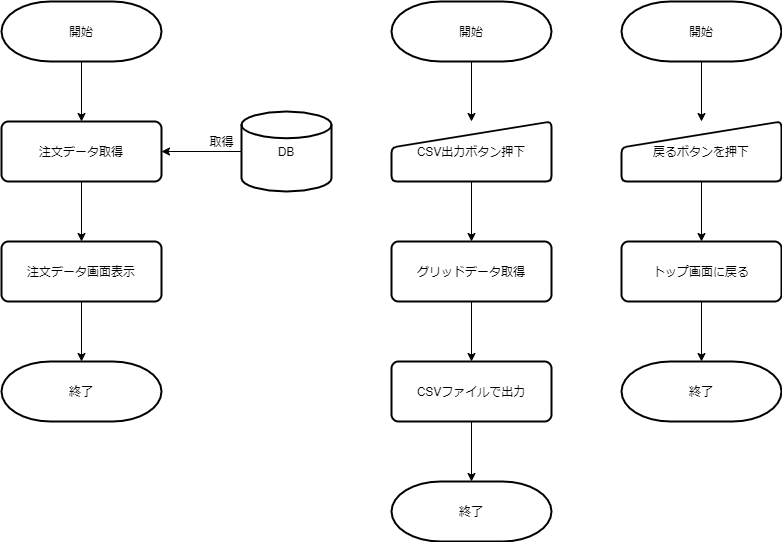 開始
注文データ取得
取得
DB
注文データ画面表示
終了
開始
CSV出力ボタン押下
グリッドデータ取得
CSVファイルで出力
終了
開始
戻るボタンを押下
トップ画面に戻る
終了